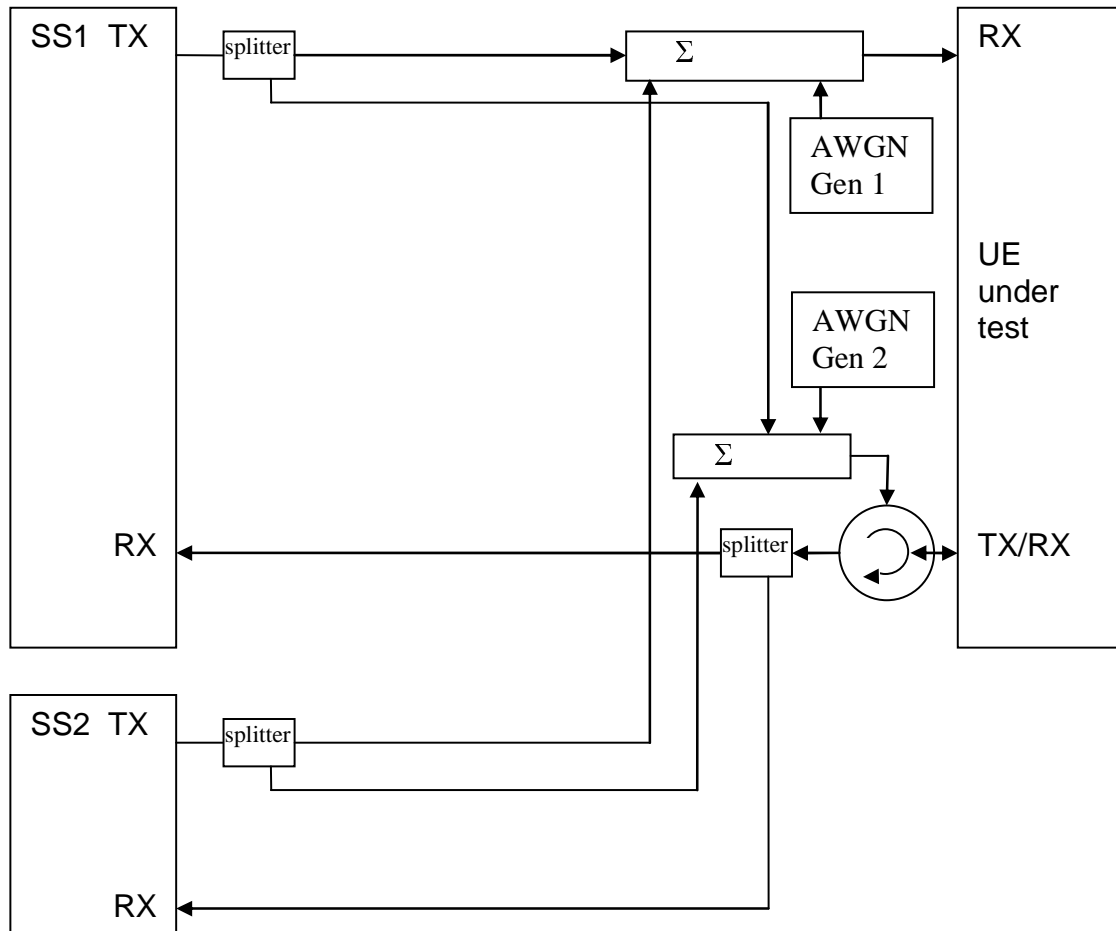 SS1 TX
splitter
Σ
RX
AWGN
Gen 1
UE
under
test
AWGN
Gen 2
Σ
RX
splitter
TX/RX
SS2 TX
splitter
RX